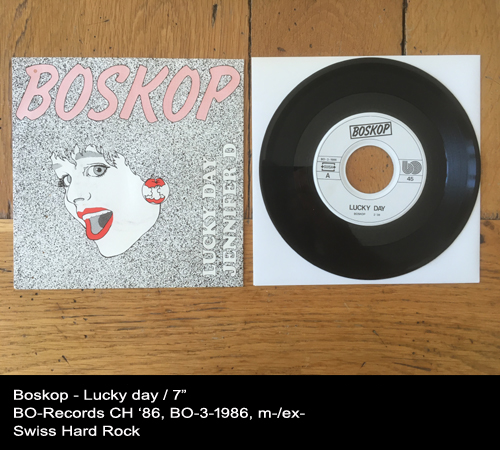 BOSKOP
LUCKY DAY
JENNIFER D.
BOSKOP
A
45
LUCKY DAY
BOSKOP
Boskop - Lucky day / 7”
BO-Records CH ‘86, BO-3-1986, m-/ex-
Swiss Hard Rock